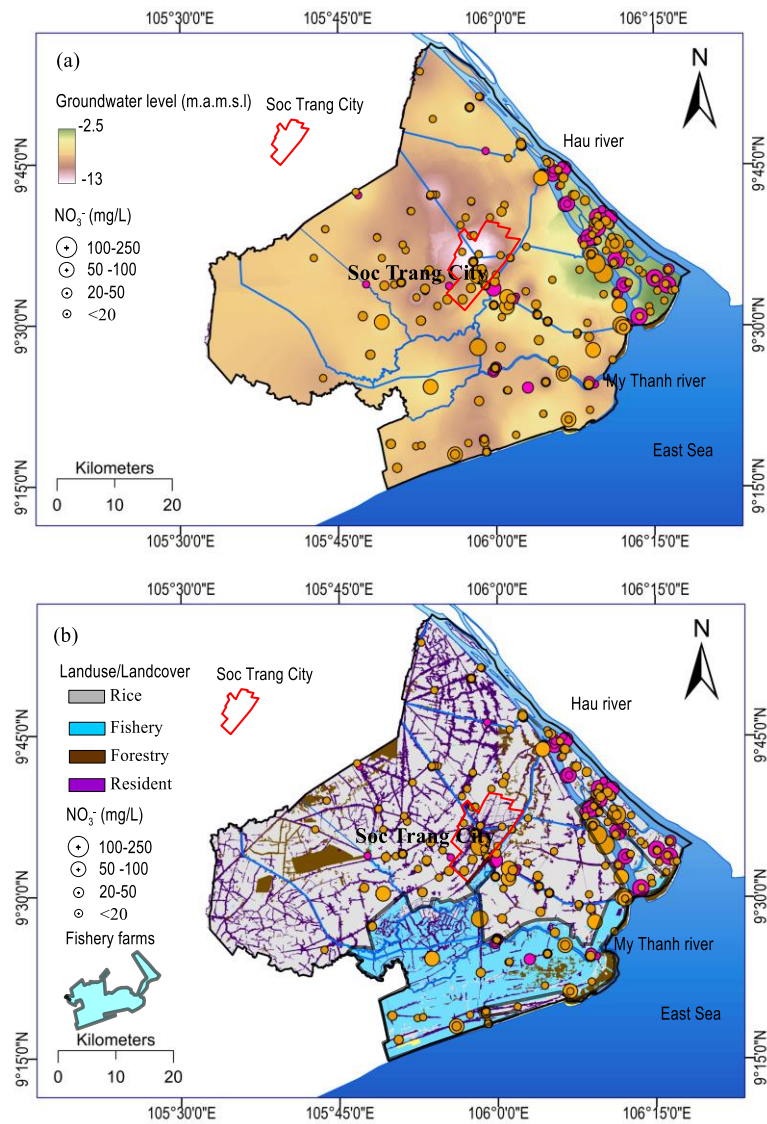 105°30'0"E 105°45'0"E 106°0'0"E 106°15'0"E
(a)
N
Groundwater level (m.a.m.s.l)
Soc Trang City
-2.5
-13
Hau river
9°45'0"N
9°45'0"N
NO₃⁻ (mg/L)
100-250
50 -100
20-50
<20
Soc Trang City
9°30'0"N
9°30'0"N
My Thanh river
East Sea
Kilometers
0 10 20
9°15'0"N
9°15'0"N
105°30'0"E 105°45'0"E 106°0'0"E 106°15'0"E
105°30'0"E 105°45'0"E 106°0'0"E 106°15'0"E
(b)
N
Landuse/Landcover
Soc Trang City
Rice
Fishery
Forestry
Resident
Hau river
9°45'0"N
9°45'0"N
NO₃⁻ (mg/L)
100-250
50 -100
20-50
<20
Soc Trang City
9°30'0"N
9°30'0"N
Fishery farms
My Thanh river
East Sea
Kilometers
0 10 20
9°15'0"N
9°15'0"N
105°30'0"E 105°45'0"E 106°0'0"E 106°15'0"E